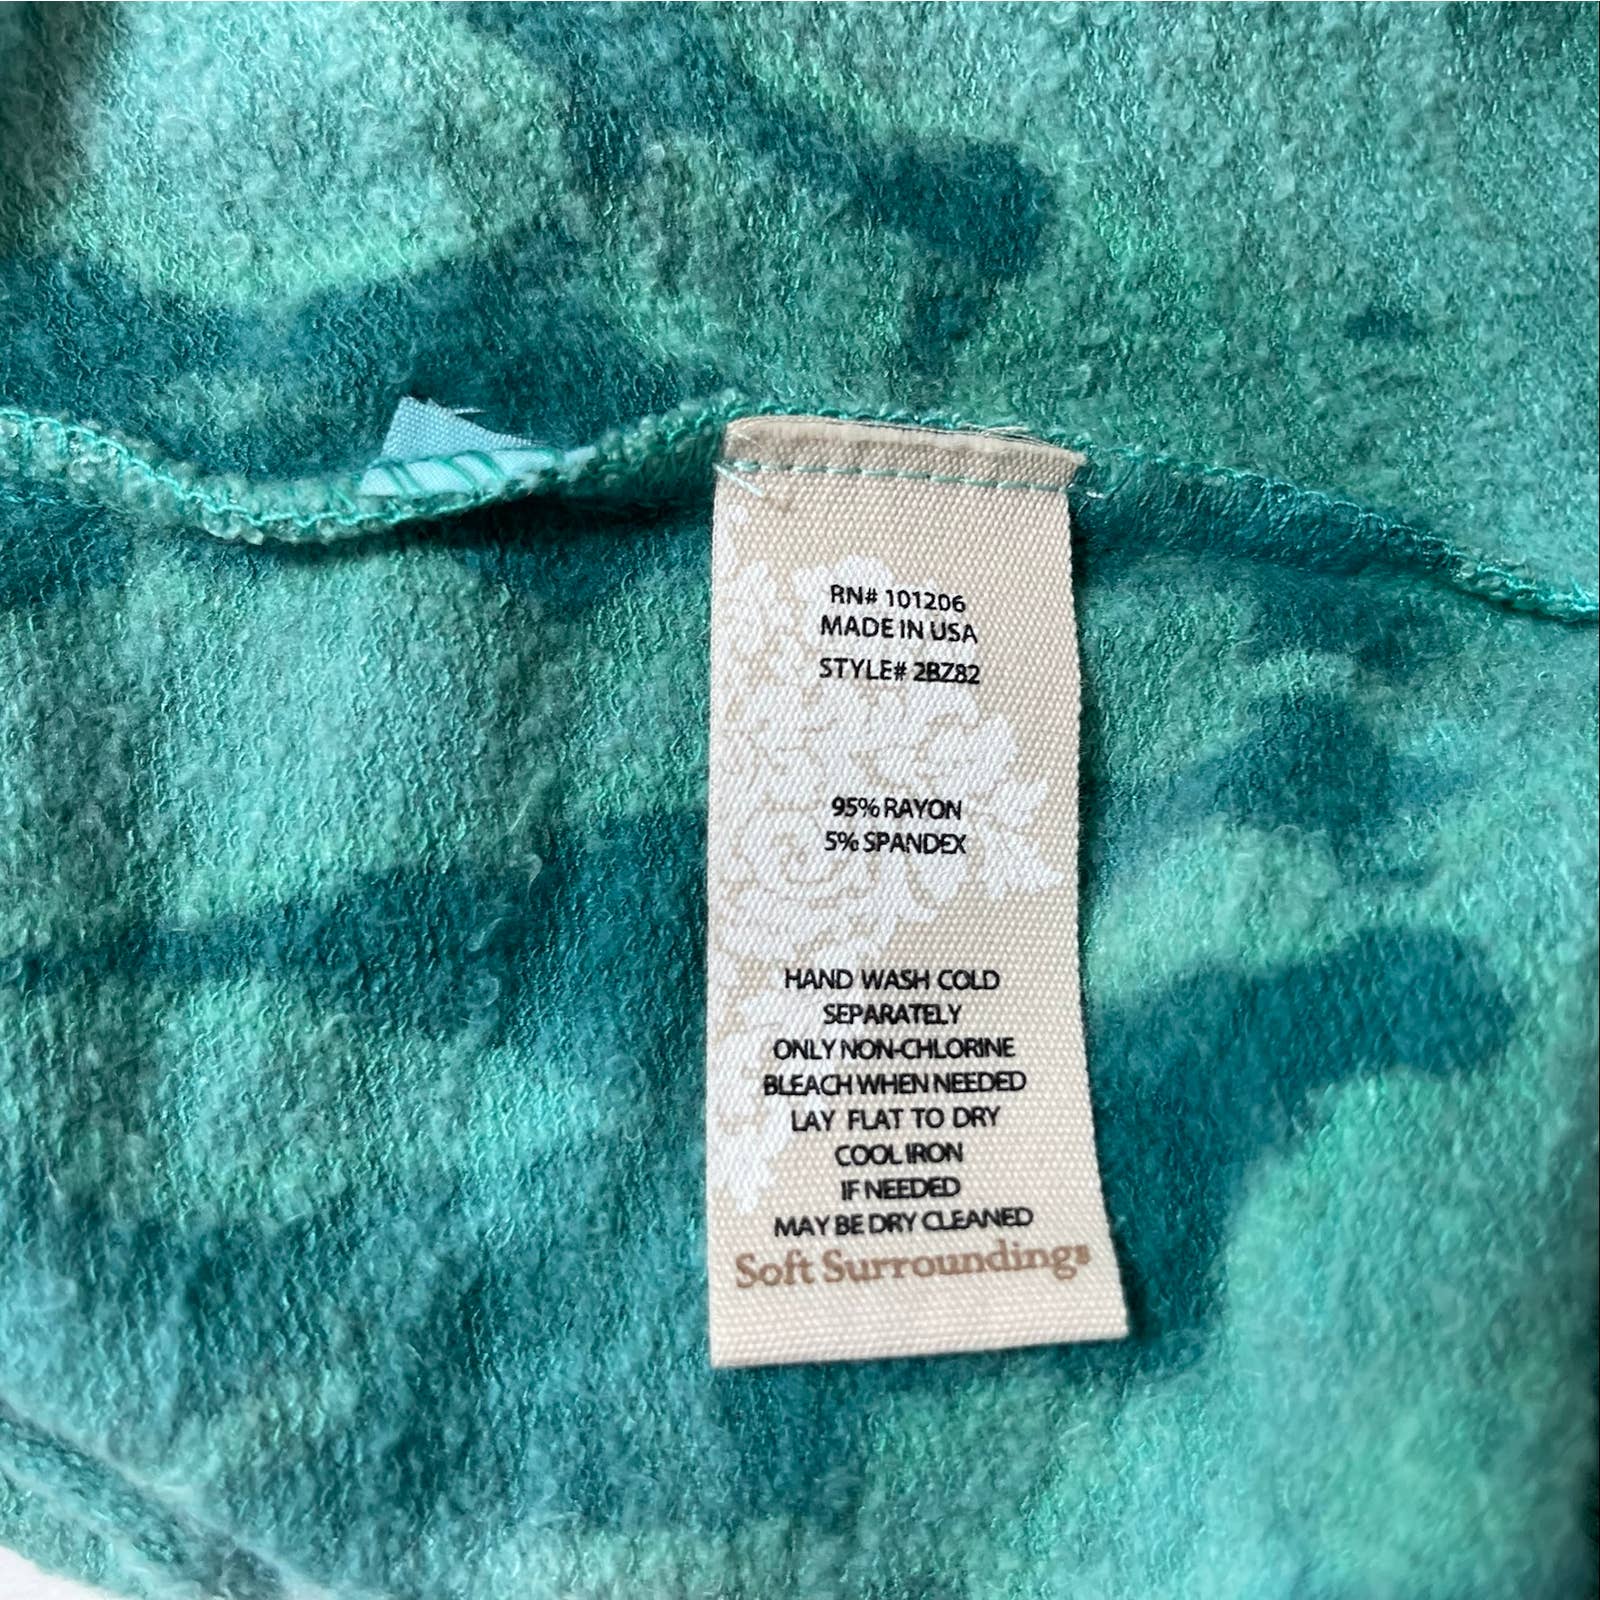 RN# 101206
MADE IN USA
STYLE# 2BZ82
95% RAYON
5% SPANDEX
HAND WASH COLD
SEPARATELY
ONLY NON-CHLORINE
BLEACH WHEN NEEDED
LAY FLAT TO DRY
COOL IRON
IF NEEDED
MAY BE DRY CLEANED
Soft Surroundings